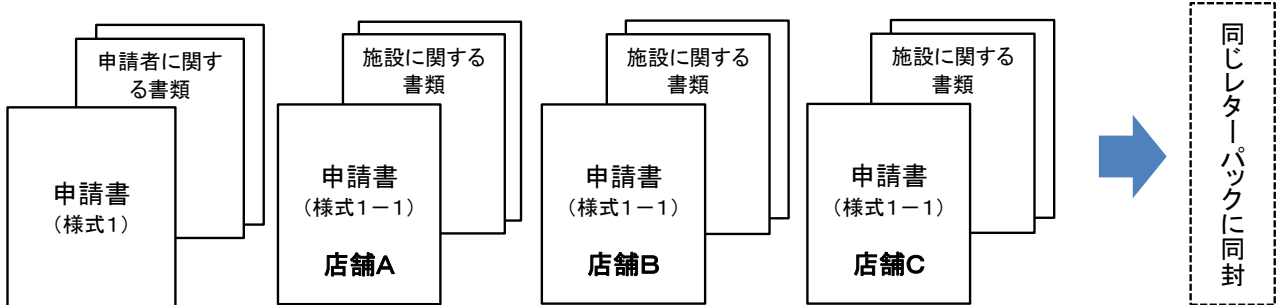 申請者に関す
る書類
申請書
（様式１）
施設に関する
書類
申請書
（様式１－１）
店舗A
施設に関する
書類
申請書
（様式１－１）
店舗B
施設に関する
書類
申請書
（様式１－１）
店舗C
同じレターパックに同封